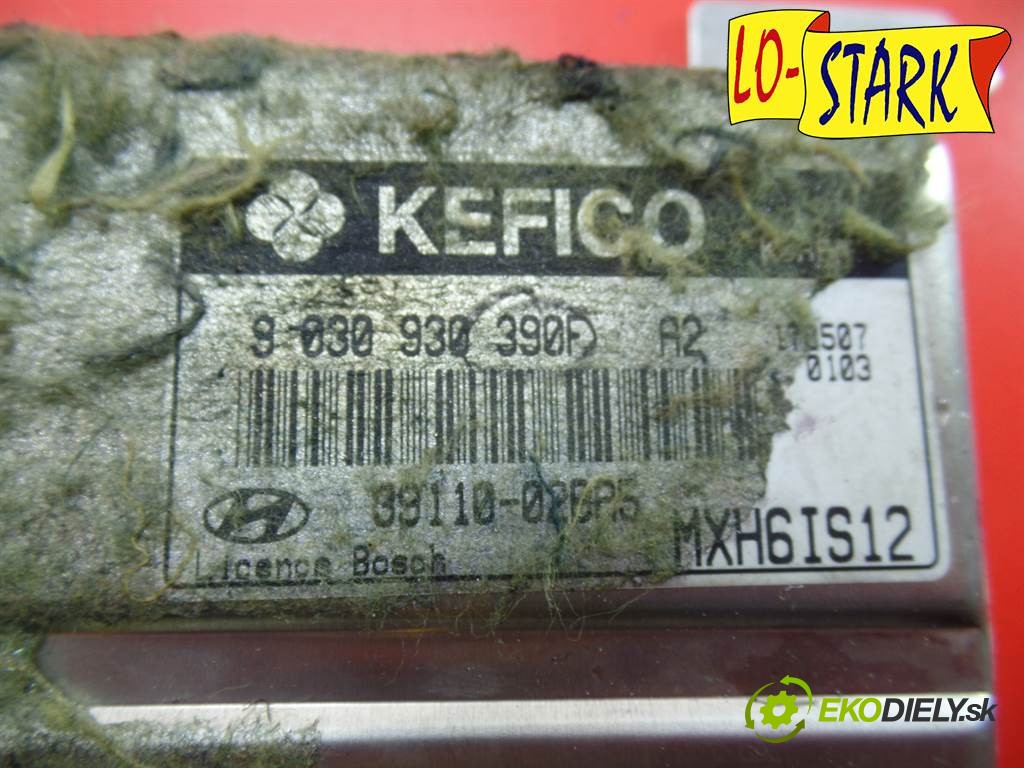 LO-STARK
KEFICO
9 030 930 390F A2
0103
MXH6IS12
Licence Bosch
EKODIELY.sk